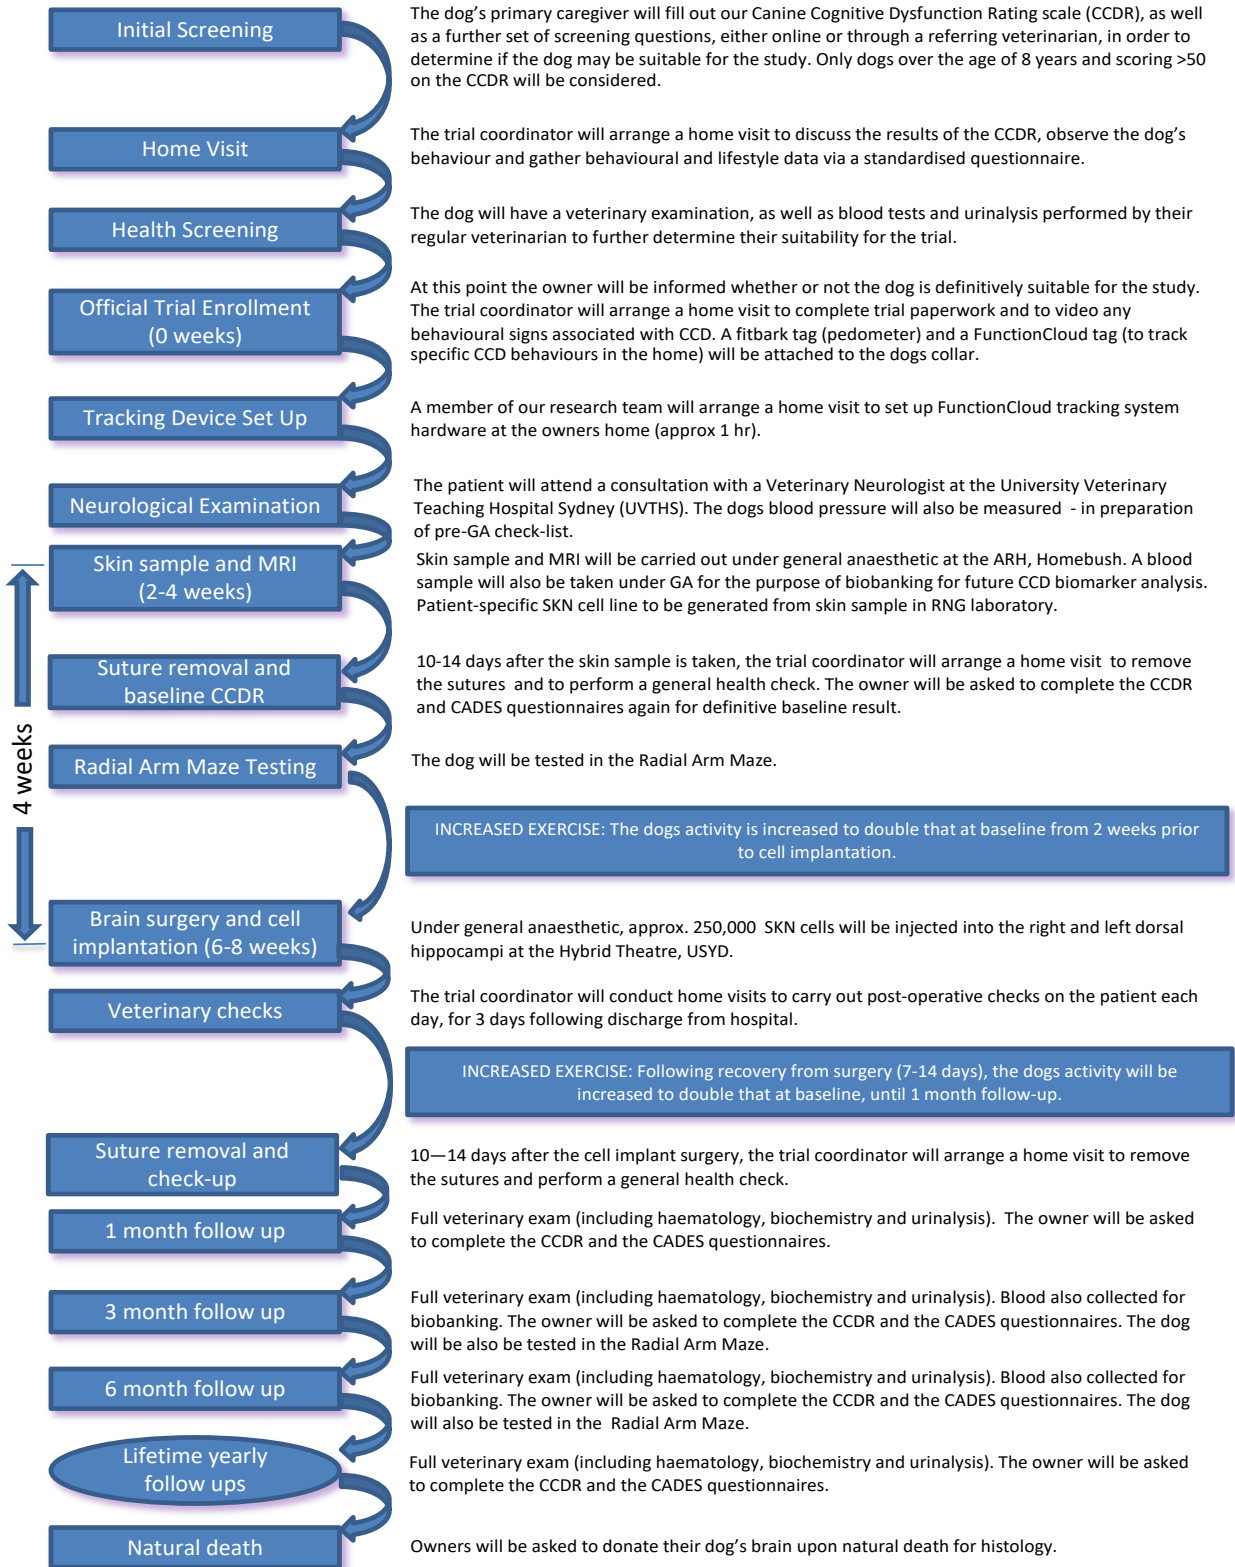 Initial Screening
The dog's primary caregiver will fill out our Canine Cognitive Dysfunction Rating scale (CCDR), as well
as a further set of screening questions, either online or through a referring veterinarian, in order to
determine if the dog may be suitable for the study. Only dogs over the age of 8 years and scoring >50
on the CCDR will be considered.
Home Visit
The trial coordinator will arrange a home visit to discuss the results of the CCDR, observe the dog's
behaviour and gather behavioural and lifestyle data via a standardised questionnaire.
Health Screening
The dog will have a veterinary examination, as well as blood tests and urinalysis performed by their
regular veterinarian to further determine their suitability for the trial.
Official Trial Enrollment
(0 weeks)
At this point the owner will be informed whether or not the dog is definitively suitable for the study.
The trial coordinator will arrange a home visit to complete trial paperwork and to video any
behavioural signs associated with CCD. A fitbark tag (pedometer) and a FunctionCloud tag (to track
specific CCD behaviours in the home) will be attached to the dogs collar.
Tracking Device Set Up
A member of our research team will arrange a home visit to set up FunctionCloud tracking system
hardware at the owners home (approx 1 hr).
Neurological Examination
The patient will attend a consultation with a Veterinary Neurologist at the University Veterinary
Teaching Hospital Sydney (UVTHS). The dogs blood pressure will also be measured - in preparation
of pre-GA check-list.
4 weeks
Skin sample and MRI
(2-4 weeks)
Skin sample and MRI will be carried out under general anaesthetic at the ARH, Homebush. A blood
sample will also be taken under GA for the purpose of biobanking for future CCD biomarker analysis.
Patient-specific SKN cell line to be generated from skin sample in RNG laboratory.
Suture removal and
baseline CCDR
10-14 days after the skin sample is taken, the trial coordinator will arrange a home visit to remove
the sutures and to perform a general health check. The owner will be asked to complete the CCDR
and CADES questionnaires again for definitive baseline result.
Radial Arm Maze Testing
The dog will be tested in the Radial Arm Maze.
INCREASED EXERCISE: The dogs activity is increased to double that at baseline from 2 weeks prior
to cell implantation.
Brain surgery and cell
implantation (6-8 weeks)
Under general anaesthetic, approx. 250,000 SKN cells will be injected into the right and left dorsal
hippocampi at the Hybrid Theatre, USYD.
Veterinary checks
The trial coordinator will conduct home visits to carry out post-operative checks on the patient each
day, for 3 days following discharge from hospital.
INCREASED EXERCISE: Following recovery from surgery (7-14 days), the dogs activity will be
increased to double that at baseline, until 1 month follow-up.
Suture removal and
check-up
10—14 days after the cell implant surgery, the trial coordinator will arrange a home visit to remove
the sutures and perform a general health check.
1 month follow up
Full veterinary exam (including haematology, biochemistry and urinalysis). The owner will be asked
to complete the CCDR and the CADES questionnaires.
3 month follow up
Full veterinary exam (including haematology, biochemistry and urinalysis). Blood also collected for
biobanking. The owner will be asked to complete the CCDR and the CADES questionnaires. The dog
will be also be tested in the Radial Arm Maze.
6 month follow up
Full veterinary exam (including haematology, biochemistry and urinalysis). Blood also collected for
biobanking. The owner will be asked to complete the CCDR and the CADES questionnaires. The dog
will also be tested in the Radial Arm Maze.
Lifetime yearly
follow ups
Full veterinary exam (including haematology, biochemistry and urinalysis). The owner will be asked
to complete the CCDR and the CADES questionnaires.
Natural death
Owners will be asked to donate their dog's brain upon natural death for histology.